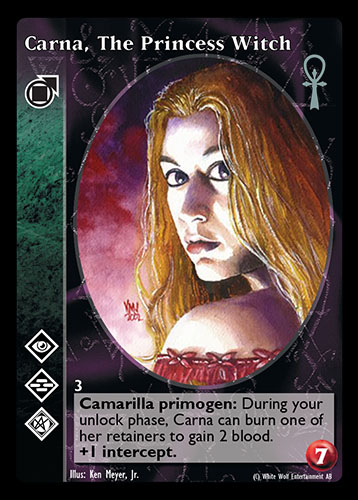 Carna, The Princess Witch
3
Camarilla primogen: During your
unlock phase, Carna can burn one of
her retainers to gain 2 blood.
+1 intercept.
7
Illus: Ken Meyer, Jr.
(C) White Wolf Entertainment AB